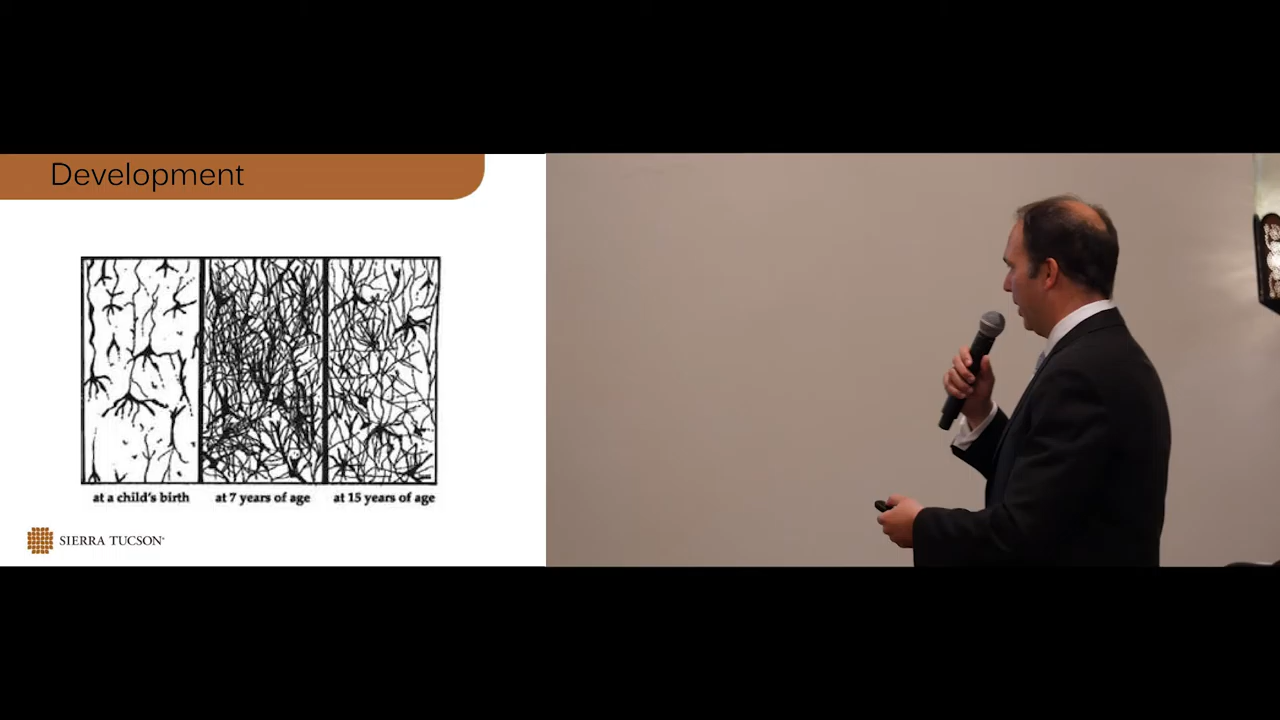 Development
at a child's birth
at 7 years of age
at 15 years of age
SIERRA TUCSON